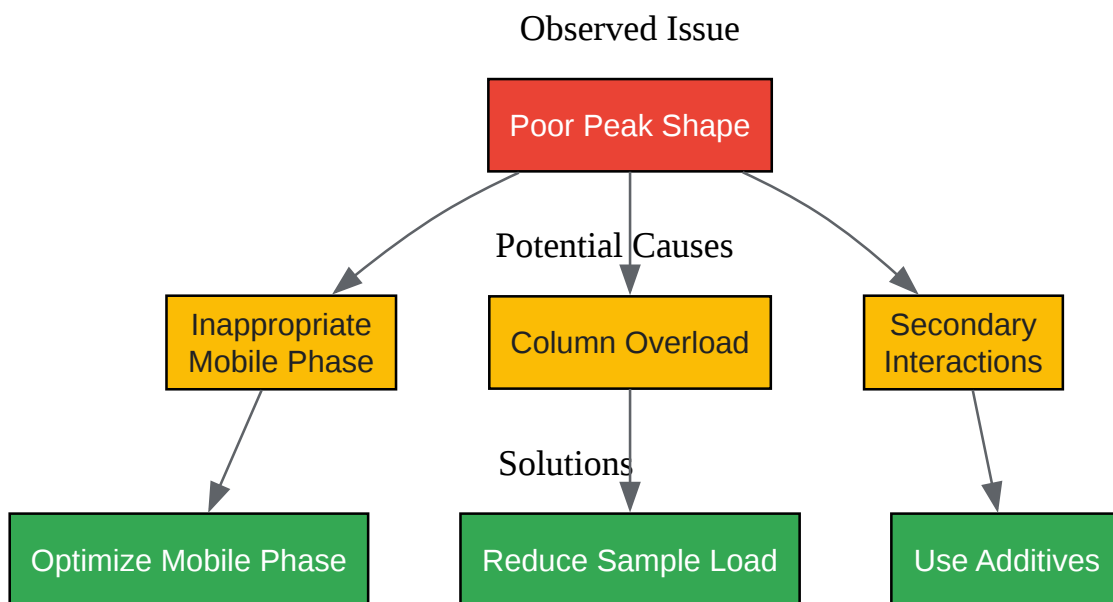 Observed Issue
Poor Peak Shape
Potential Causes
Inappropriate
Mobile Phase
Column Overload
Secondary
Interactions
Solutions
Optimize Mobile Phase
Reduce Sample Load
Use Additives